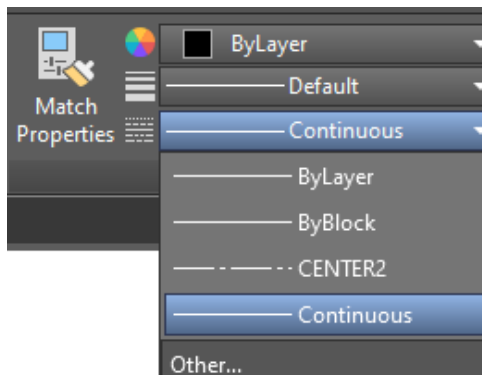 Match
Properties
ByLayer
Default
Continuous
ByLayer
ByBlock
CENTER2
Continuous
Other...